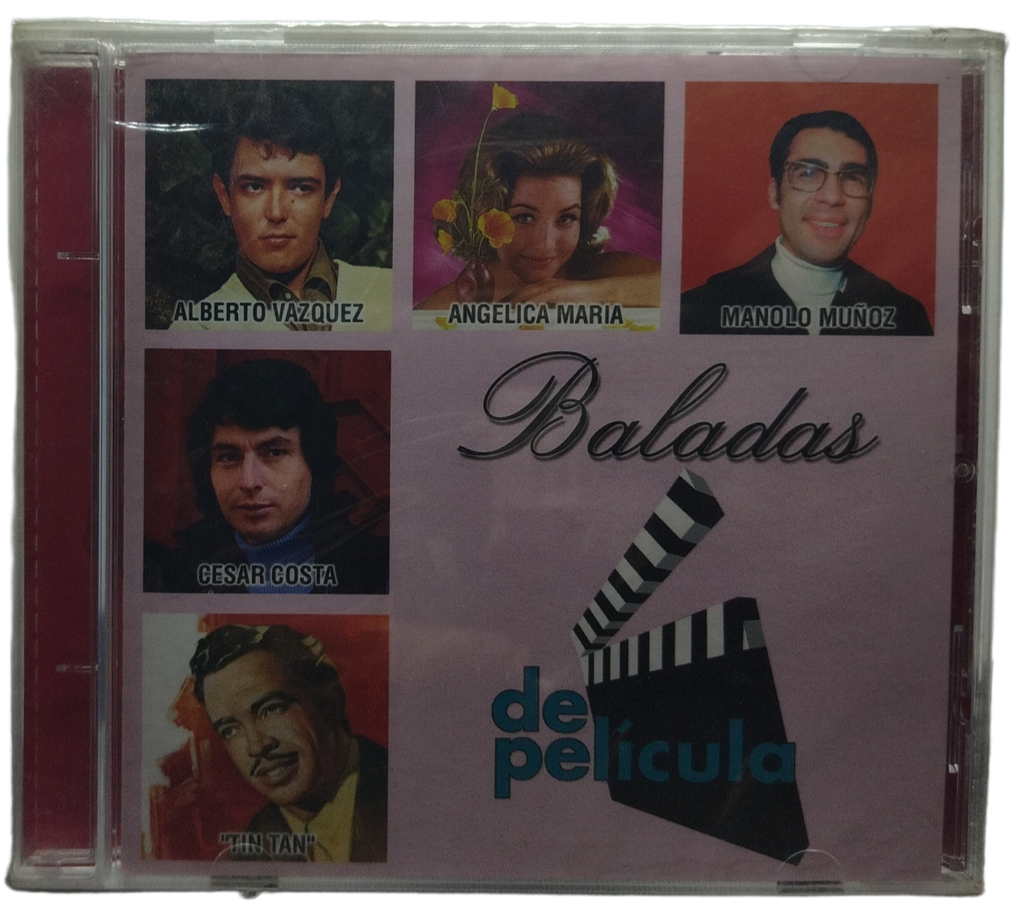 ALBERTO VAZQUEZ
ANGELICA MARIA
MANOLO MUÑOZ
Baladas
CESAR COSTA
de
película
"TIN TAN"